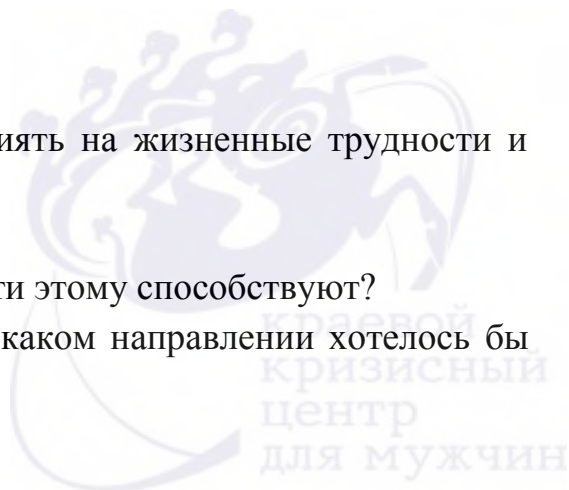 иять на жизненные трудности и
ти этому способствуют?
каком направлении хотелось бы
краевой
кризисный
центр
для мужчин